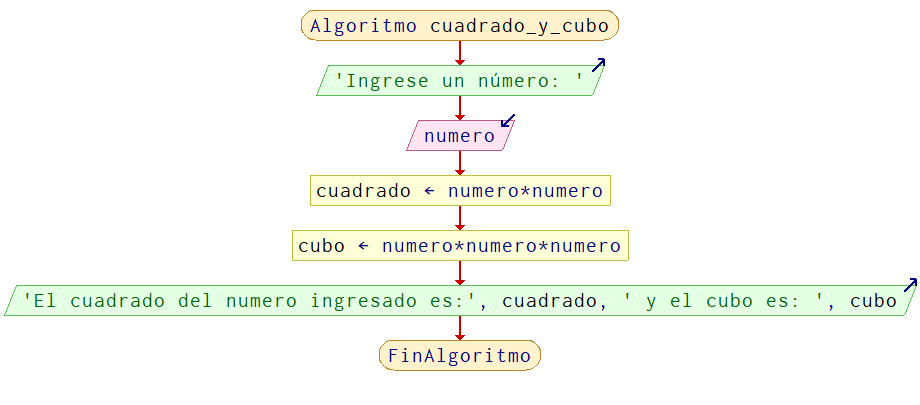 Algoritmo cuadrado_y_cubo
'Ingrese un número: '
numero
cuadrado ← numero*numero
cubo ← numero*numero*numero
'El cuadrado del numero ingresado es:', cuadrado, ' y el cubo es: ', cubo
FinAlgoritmo